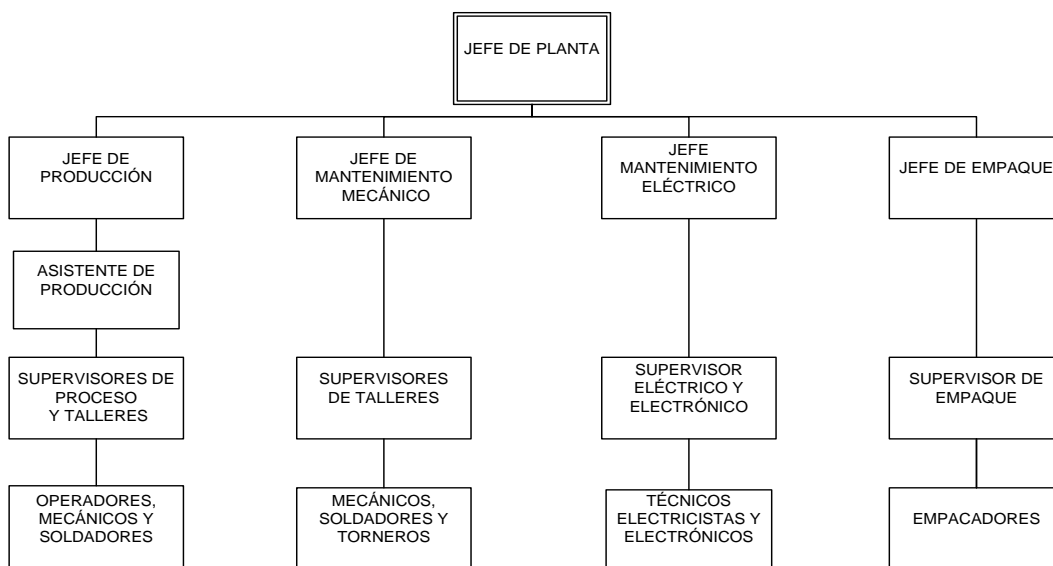 JEFE DE PLANTA
JEFE DE
PRODUCCIÓN
JEFE DE
MANTENIMIENTO
MECÁNICO
JEFE
MANTENIMIENTO
ELÉCTRICO
JEFE DE EMPAQUE
ASISTENTE DE
PRODUCCIÓN
SUPERVISORES DE
PROCESO
Y TALLERES
SUPERVISORES
DE TALLERES
SUPERVISOR
ELÉCTRICO Y
ELECTRÓNICO
SUPERVISOR DE
EMPAQUE
OPERADORES,
MECÁNICOS Y
SOLDADORES
MECÁNICOS,
SOLDADORES Y
TORNEROS
TÉCNICOS
ELECTRICISTAS Y
ELECTRÓNICOS
EMPACADORES